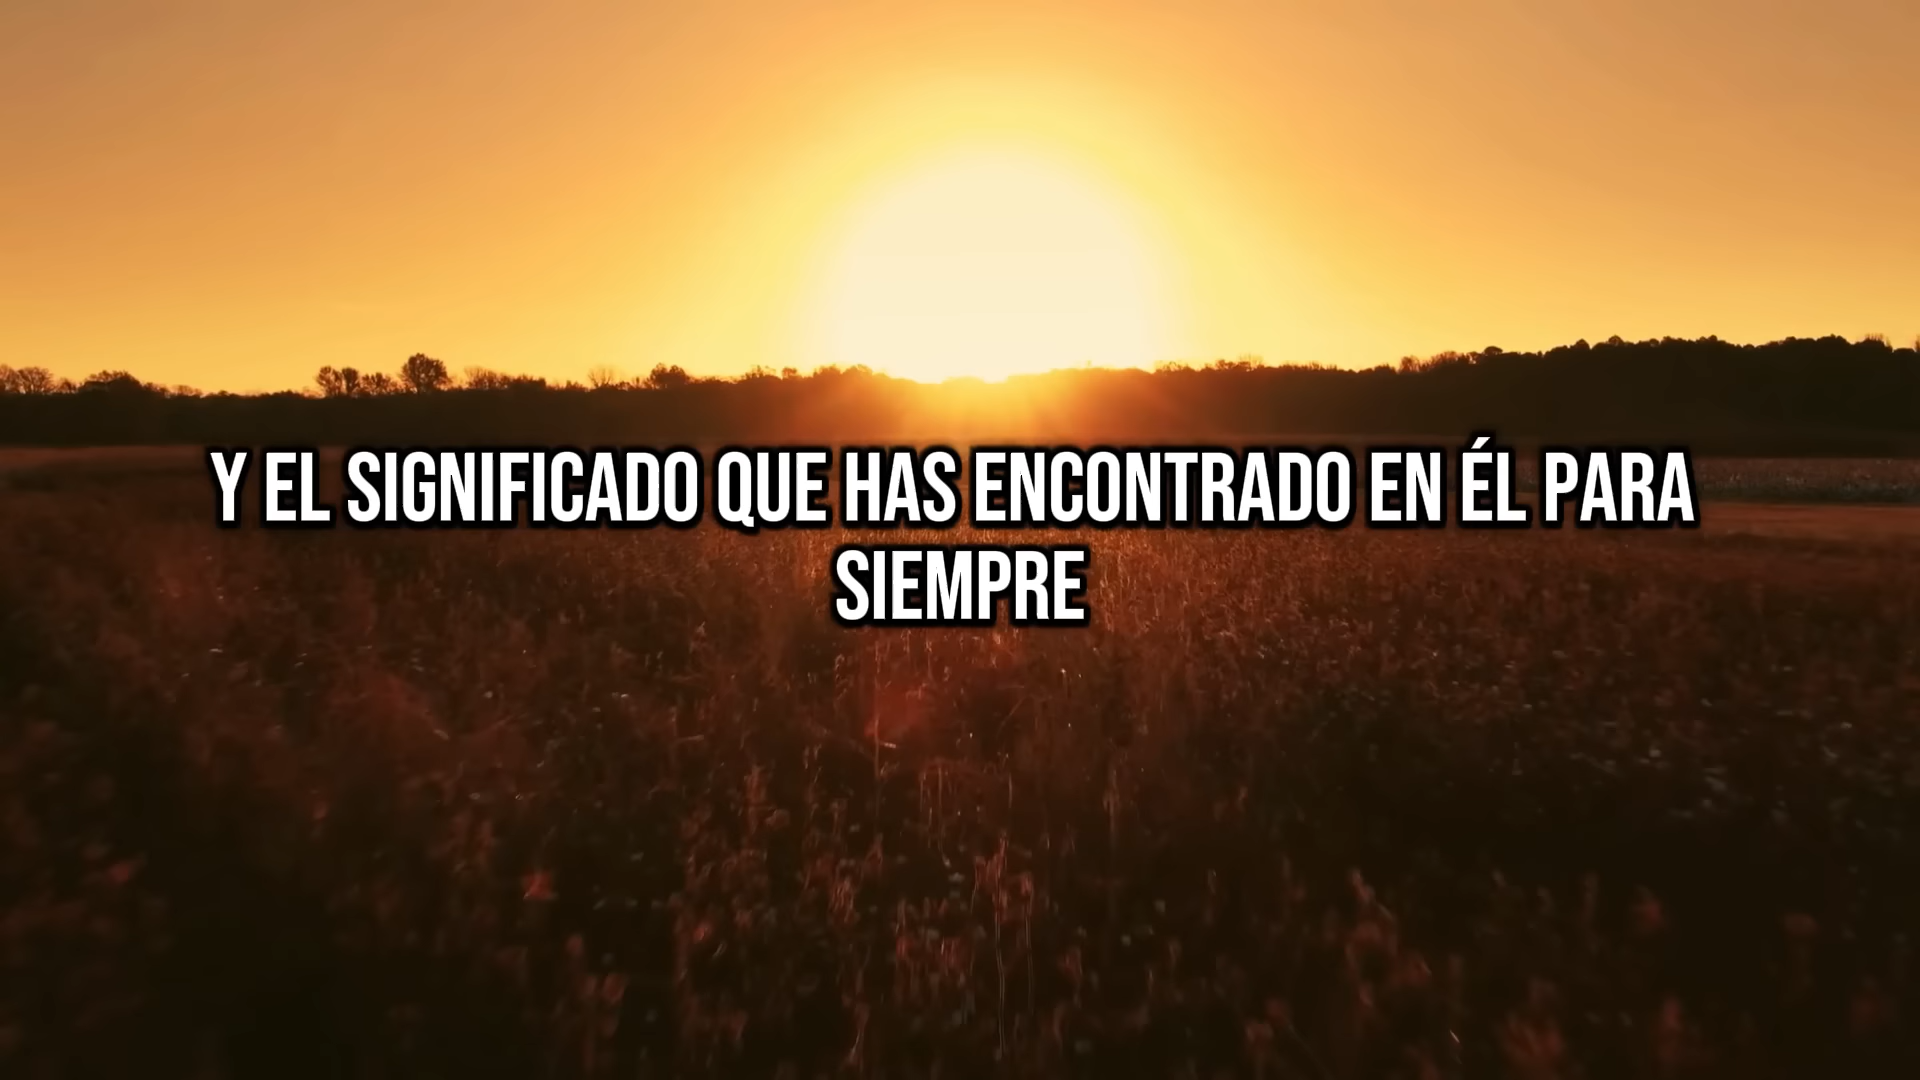 Y EL SIGNIFICADO QUE HAS ENCONTRADO EN ÉL PARA
SIEMPRE